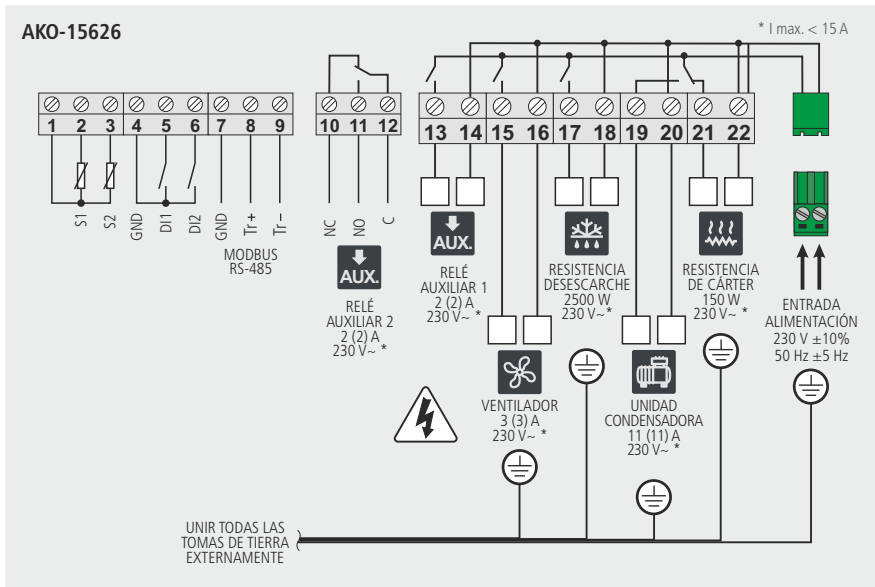 AKO-15626
* I max. < 15 A
1 2 3 4 5 6 7 8 9
10 11 12
13 14 15 16 17 18 19 20 21 22
S1
S2
GND
DI1
DI2
GND
Tr+
Tr−
MODBUS
RS-485
NC
NO
C
AUX.
RELÉ
AUXILIAR 2
2 (2) A
230 V~ *
AUX.
RELÉ
AUXILIAR 1
2 (2) A
230 V~ *
VENTILADOR
3 (3) A
230 V~ *
RESISTENCIA
DESESCARCHE
2500 W
230 V~*
UNIDAD
CONDENSADORA
11 (11) A
230 V~ *
RESISTENCIA
DE CÁRTER
150 W
230 V~ *
ENTRADA
ALIMENTACIÓN
230 V ±10%
50 Hz ±5 Hz
UNIR TODAS LAS
TOMAS DE TIERRA
EXTERNAMENTE